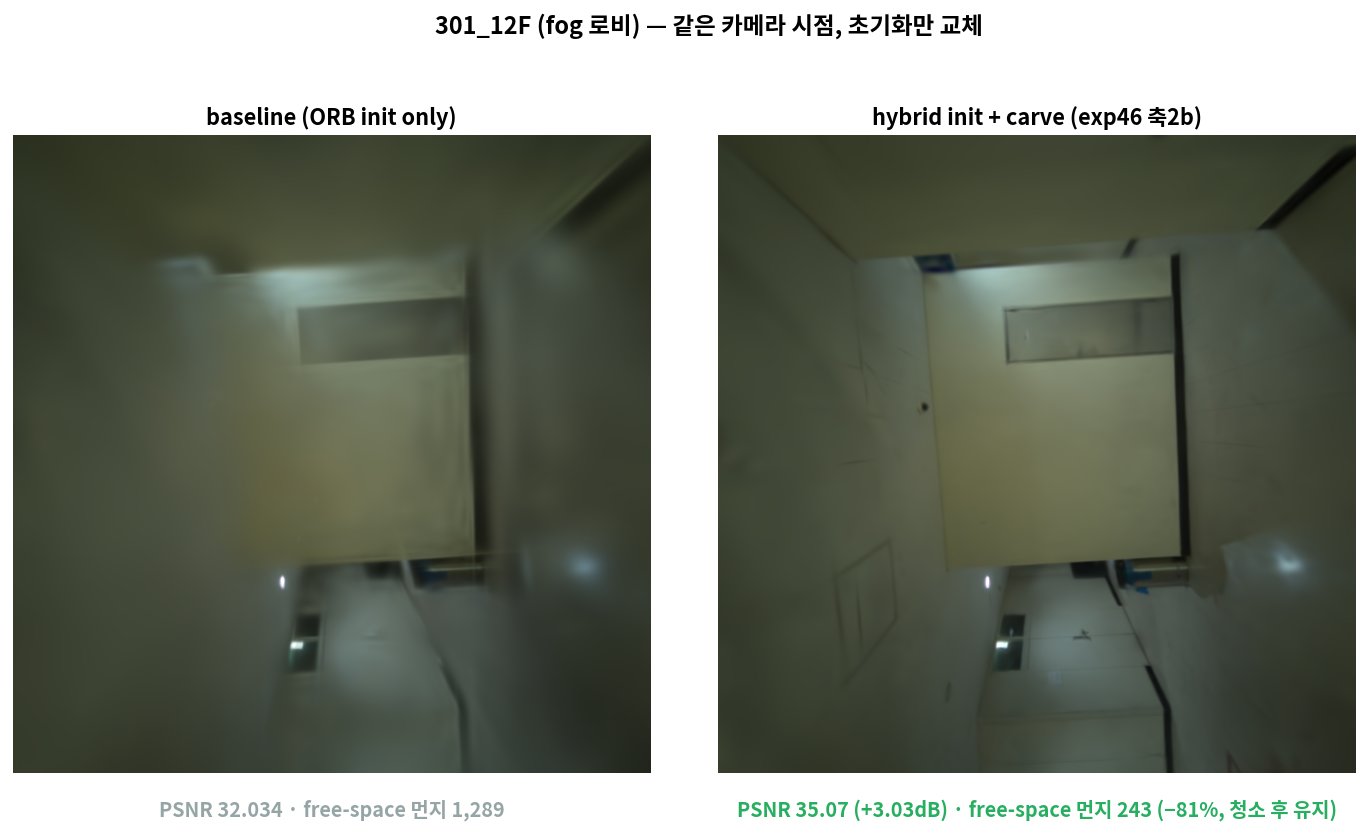 301_12F (fog 로비) — 같은 카메라 시점, 초기화만 교체
baseline (ORB init only)
hybrid init + carve (exp46 축2b)
PSNR 32.034 · free-space 먼지 1,289
PSNR 35.07 (+3.03dB) · free-space 먼지 243 (−81%, 청소 후 유지)